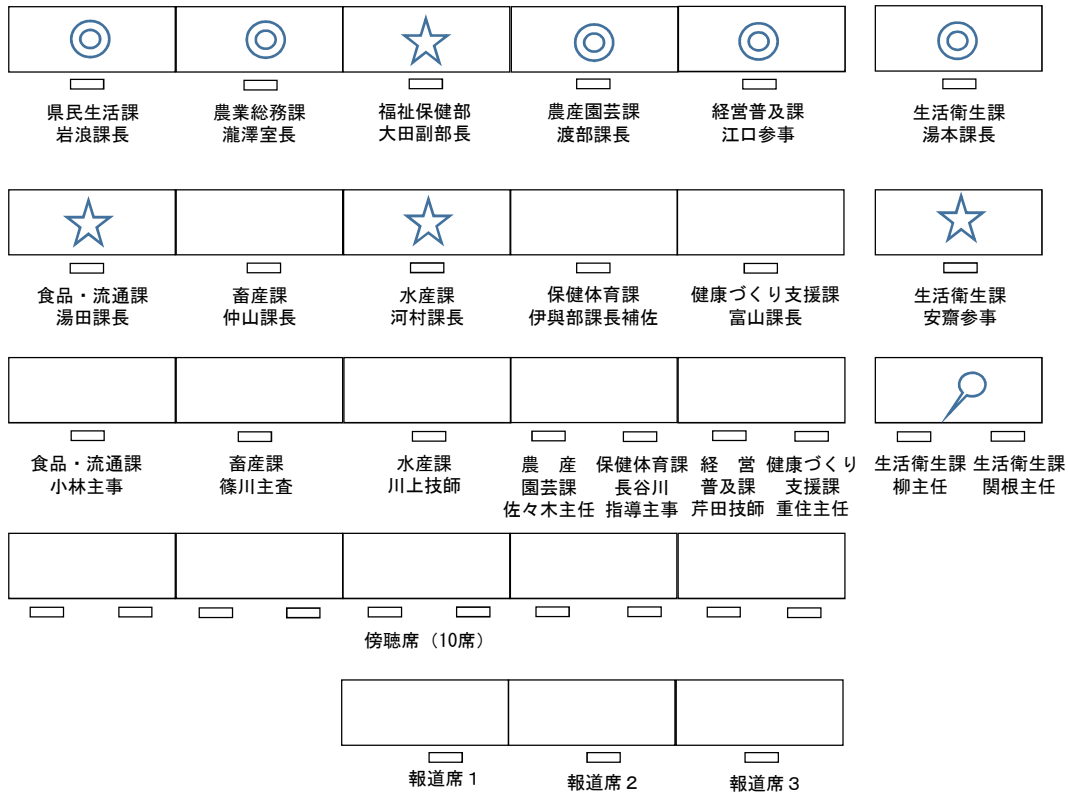 県民生活課
岩浪課長
農業総務課
瀧澤室長
福祉保健部
大田副部長
農産園芸課
渡部課長
経営普及課
江口参事
生活衛生課
湯本課長
食品・流通課
湯田課長
畜産課
仲山課長
水産課
河村課長
保健体育課
伊與部課長補佐
健康づくり支援課
富山課長
生活衛生課
安齋参事
食品・流通課
小林主事
畜産課
篠川主査
水産課
川上技師
農　産
園芸課
佐々木主任
保健体育課
長谷川
指導主事
経　営
普及課
芹田技師
健康づくり
支援課
重住主任
生活衛生課
柳主任
生活衛生課
関根主任
傍聴席（10席）
報道席１
報道席２
報道席３